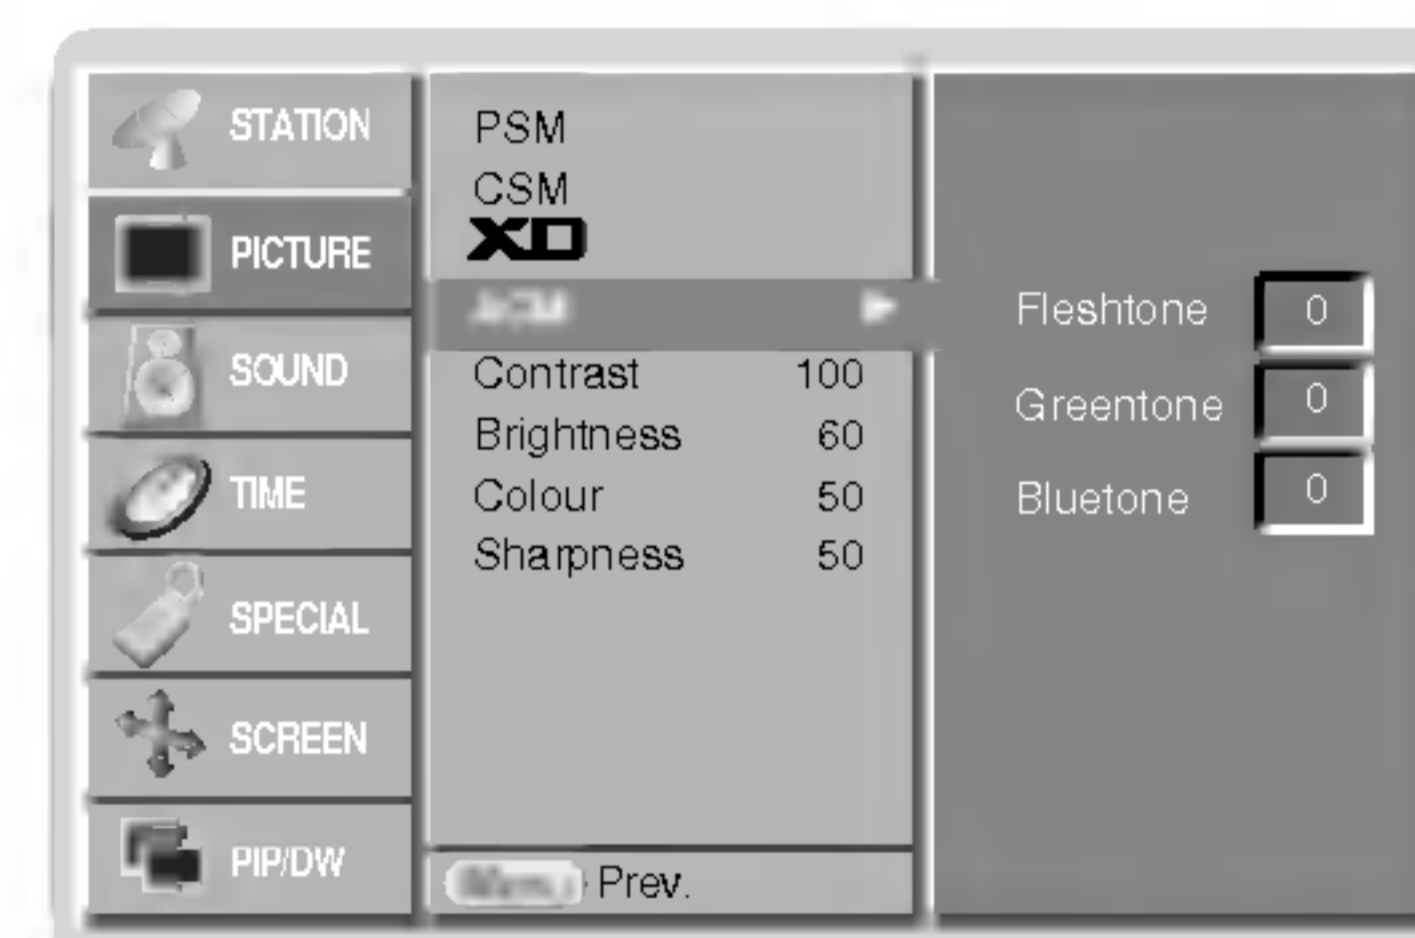 STATION
PICTURE
SOUND
TIME
SPECIAL
SCREEN
PIP/DW
PSM
CSM
XD
ACM
Contrast 100
Brightness 60
Colour 50
Sharpness 50
Prev.
Fleshtone 0
Greentone 0
Bluetone 0